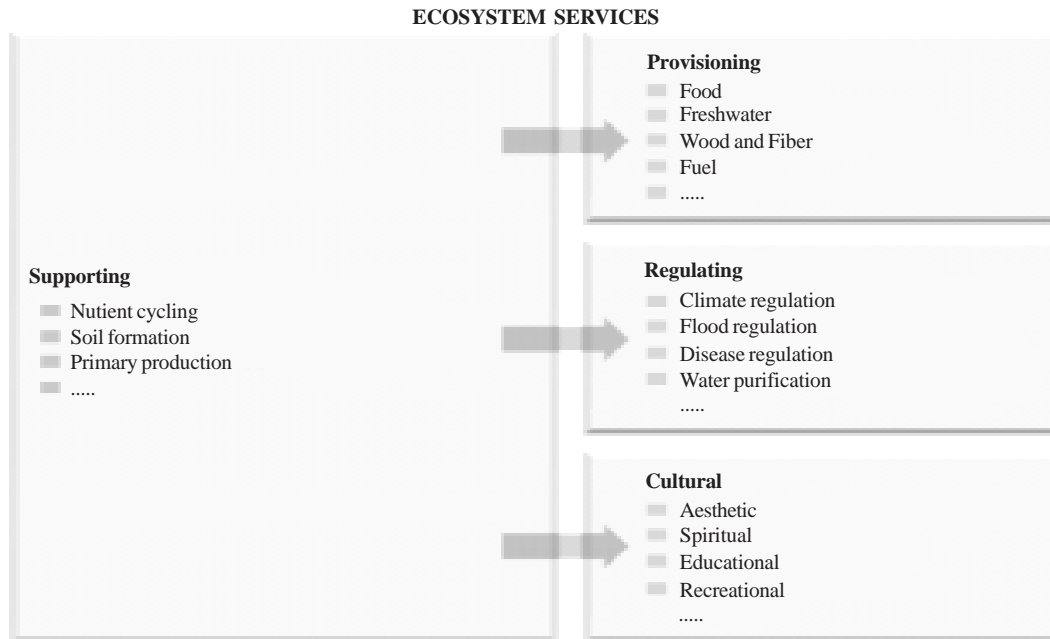 ECOSYSTEM SERVICES
Supporting
Nutient cycling
Soil formation
Primary production
.....
Provisioning
Food
Freshwater
Wood and Fiber
Fuel
.....
Regulating
Climate regulation
Flood regulation
Disease regulation
Water purification
.....
Cultural
Aesthetic
Spiritual
Educational
Recreational
.....